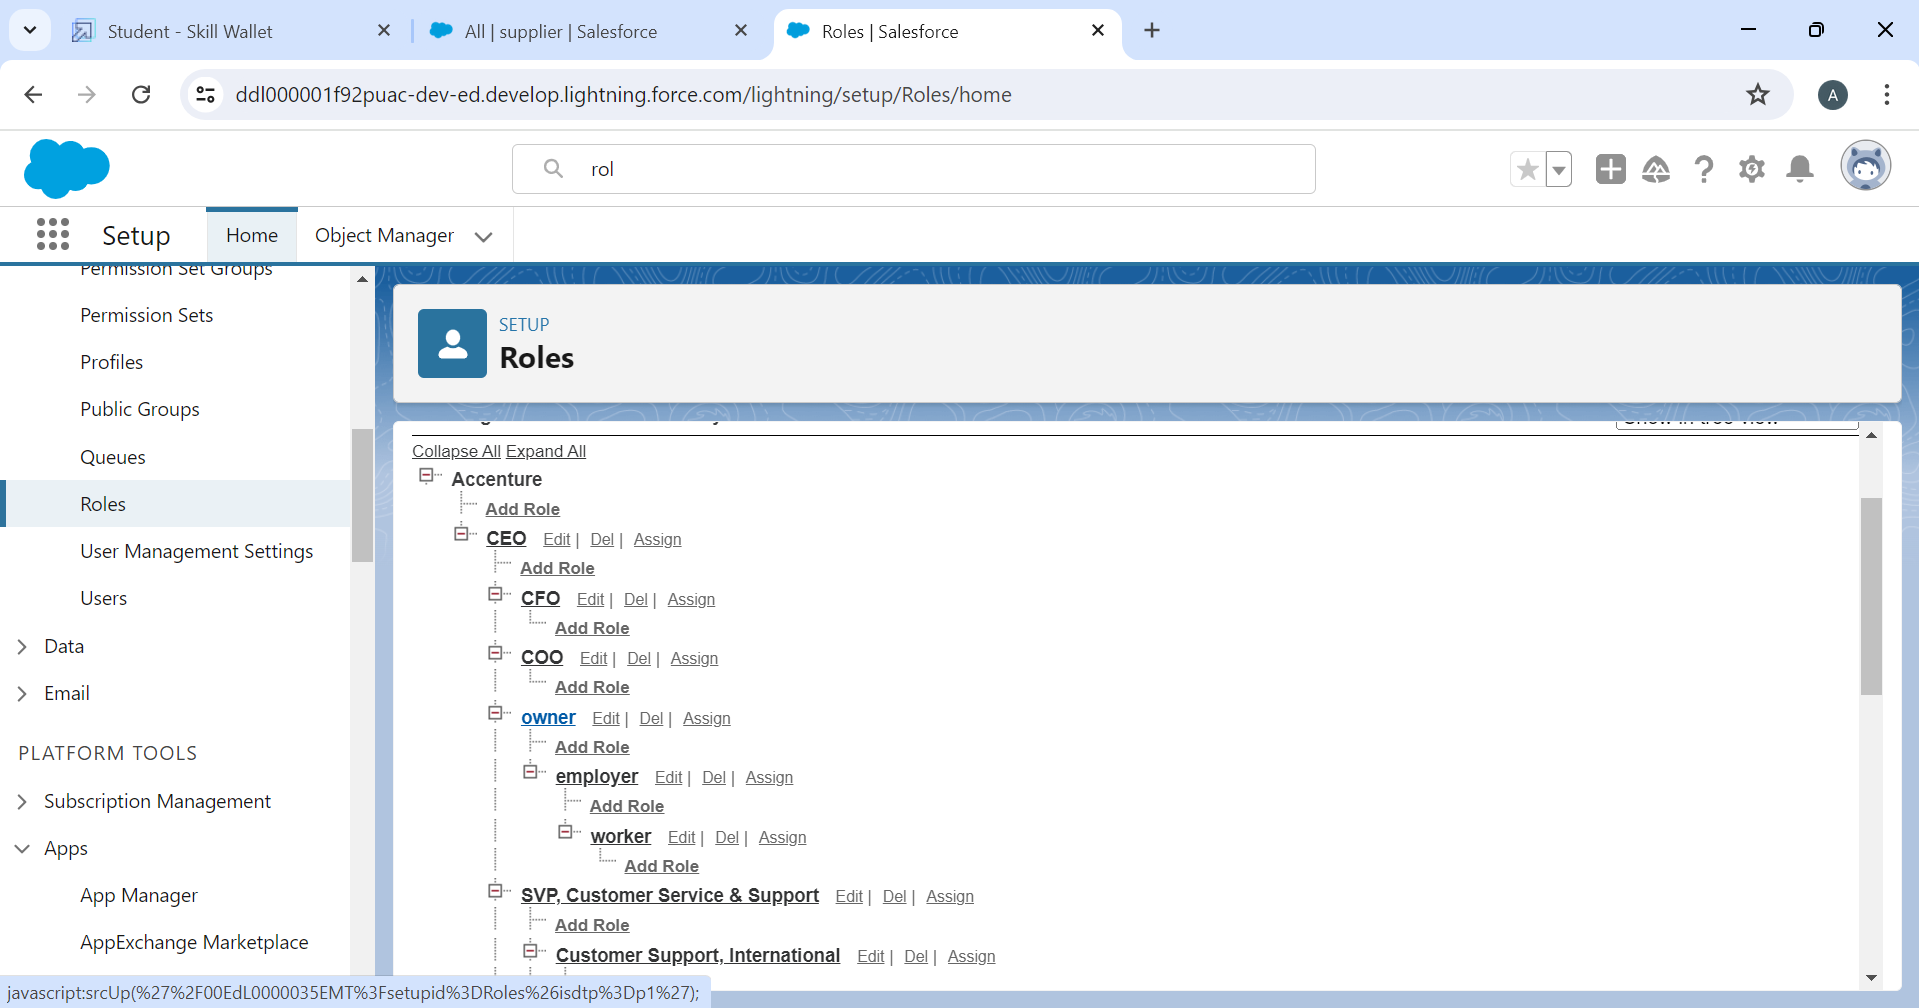 Student - Skill Wallet
All | supplier | Salesforce
Roles | Salesforce
ddl000001f92puac-dev-ed.develop.lightning.force.com/lightning/setup/Roles/home
A
rol
Setup
Home
Object Manager
Permission Set Groups
Permission Sets
Profiles
Public Groups
Queues
Roles
User Management Settings
Users
Data
Email
PLATFORM TOOLS
Subscription Management
Apps
App Manager
AppExchange Marketplace
SETUP
Roles
Show in tree view
Collapse All Expand All
Accenture
Add Role
CEO Edit | Del | Assign
Add Role
CFO Edit | Del | Assign
Add Role
COO Edit | Del | Assign
Add Role
owner Edit | Del | Assign
Add Role
employer Edit | Del | Assign
Add Role
worker Edit | Del | Assign
Add Role
SVP, Customer Service & Support Edit | Del | Assign
Add Role
Customer Support, International Edit | Del | Assign
javascript:srcUp(%27%2F00EdL0000035EMT%3Fsetupid%3DRoles%26isdtp%3Dp1%27);